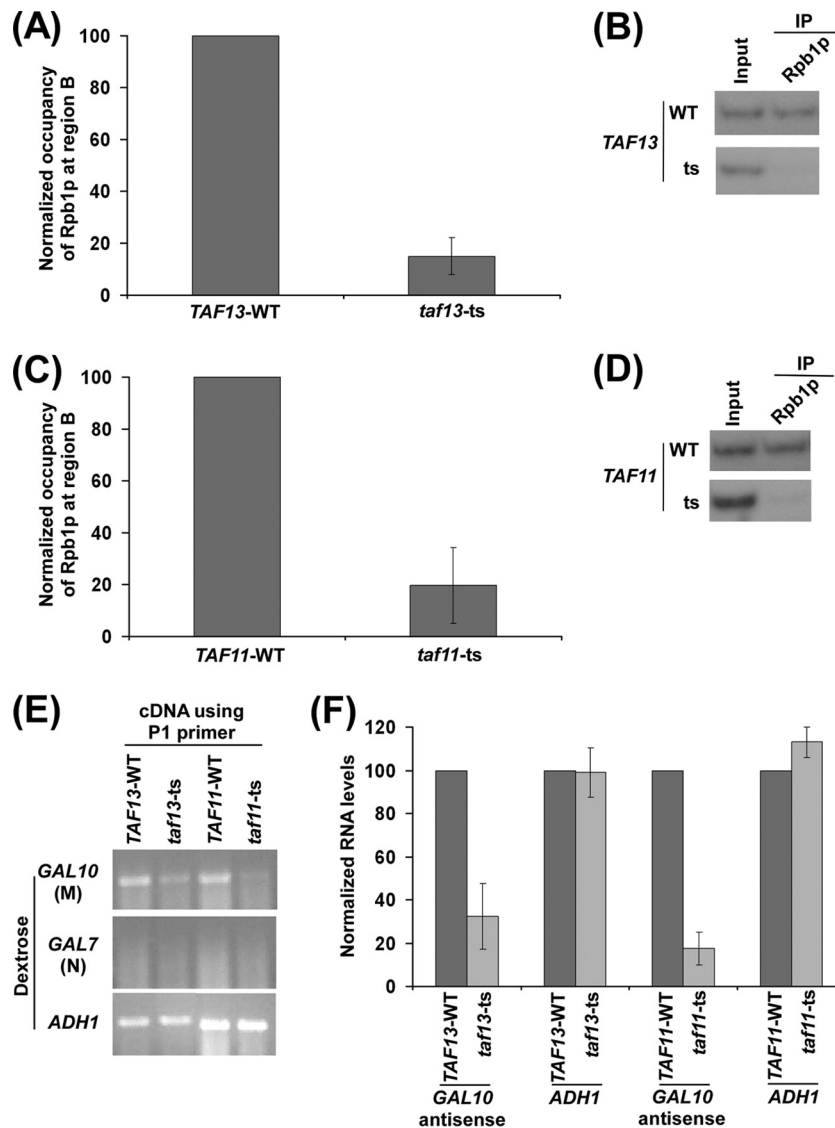 (A)
Normalized occupancy
of Rpb1p at region B
100
80
60
40
20
0
TAF13-WT
taf13-ts
(B)
IP
Input
Rpb1p
TAF13
WT
ts
(C)
Normalized occupancy
of Rpb1p at region B
100
80
60
40
20
0
TAF11-WT
taf11-ts
(D)
IP
Input
Rpb1p
TAF11
WT
ts
(E)
cDNA using
P1 primer
TAF13-WT
taf13-ts
TAF11-WT
taf11-ts
Dextrose
GAL10
(M)
GAL7
(N)
ADH1
(F)
Normalized RNA levels
120
100
80
60
40
20
0
TAF13-WT
taf13-ts
TAF13-WT
taf13-ts
TAF11-WT
taf11-ts
TAF11-WT
taf11-ts
GAL10
antisense
ADH1
GAL10
antisense
ADH1